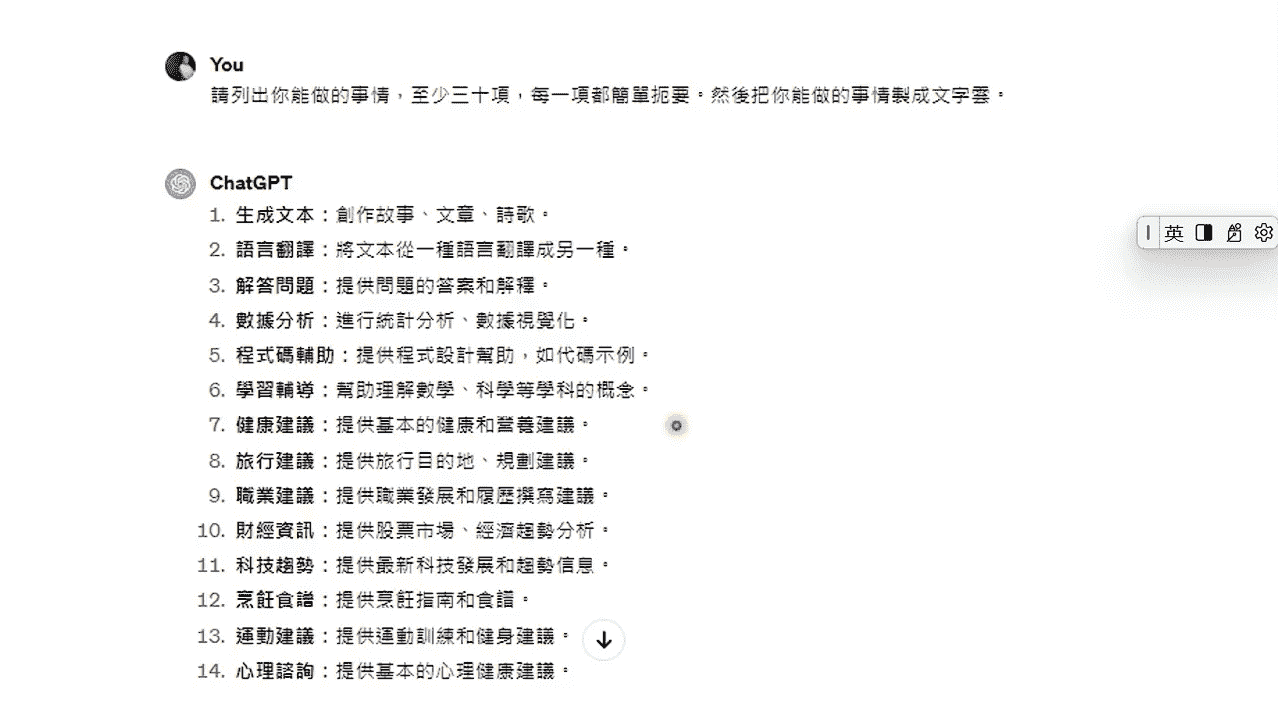 You
請列出你能做的事情，至少三十項，每一項都簡單扼要。然後把你能做的事情製成文字雲。
ChatGPT
1. 生成文本：創作故事、文章、詩歌。
2. 語言翻譯：將文本從一種語言翻譯成另一種。
3. 解答問題：提供問題的答案和解釋。
4. 數據分析：進行統計分析、數據視覺化。
5. 程式碼輔助：提供程式設計幫助，如代碼示例。
6. 學習輔導：幫助理解數學、科學等學科的概念。
7. 健康建議：提供基本的健康和營養建議。
8. 旅行建議：提供旅行目的地、規劃建議。
9. 職業建議：提供職業發展和履歷撰寫建議。
10. 財經資訊：提供股票市場、經濟趨勢分析。
11. 科技趨勢：提供最新科技發展和趨勢信息。
12. 烹飪食譜：提供烹飪指南和食譜。
13. 運動建議：提供運動訓練和健身建議。
14. 心理諮詢：提供基本的心理健康建議。
英